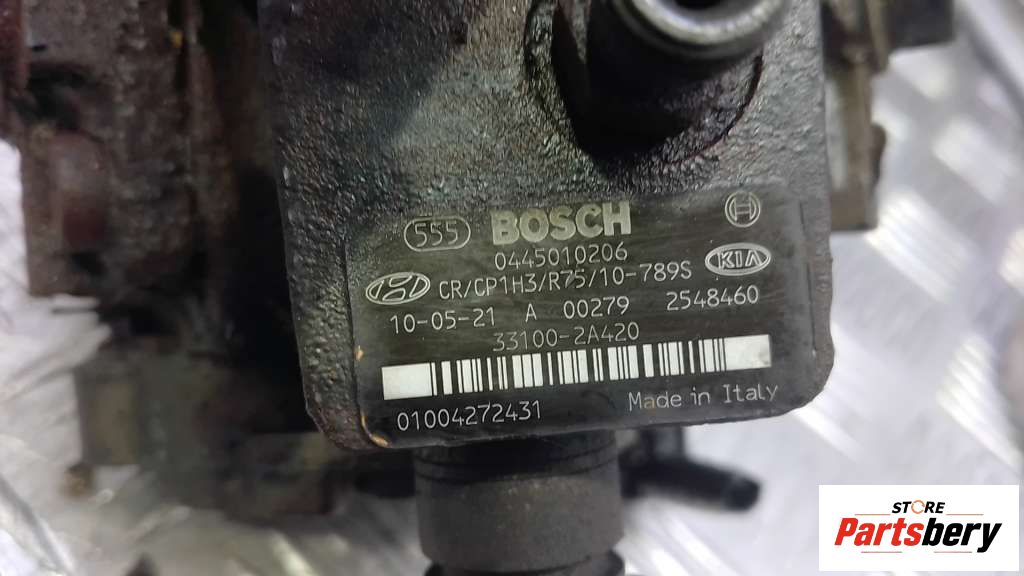 555 BOSCH
0445010206
CR/CP1H3/R75/10-789S KIA
10-05-21 A 00279 2548460
33100-2A420
01004272431 Made in Italy
STORE
Partsbery